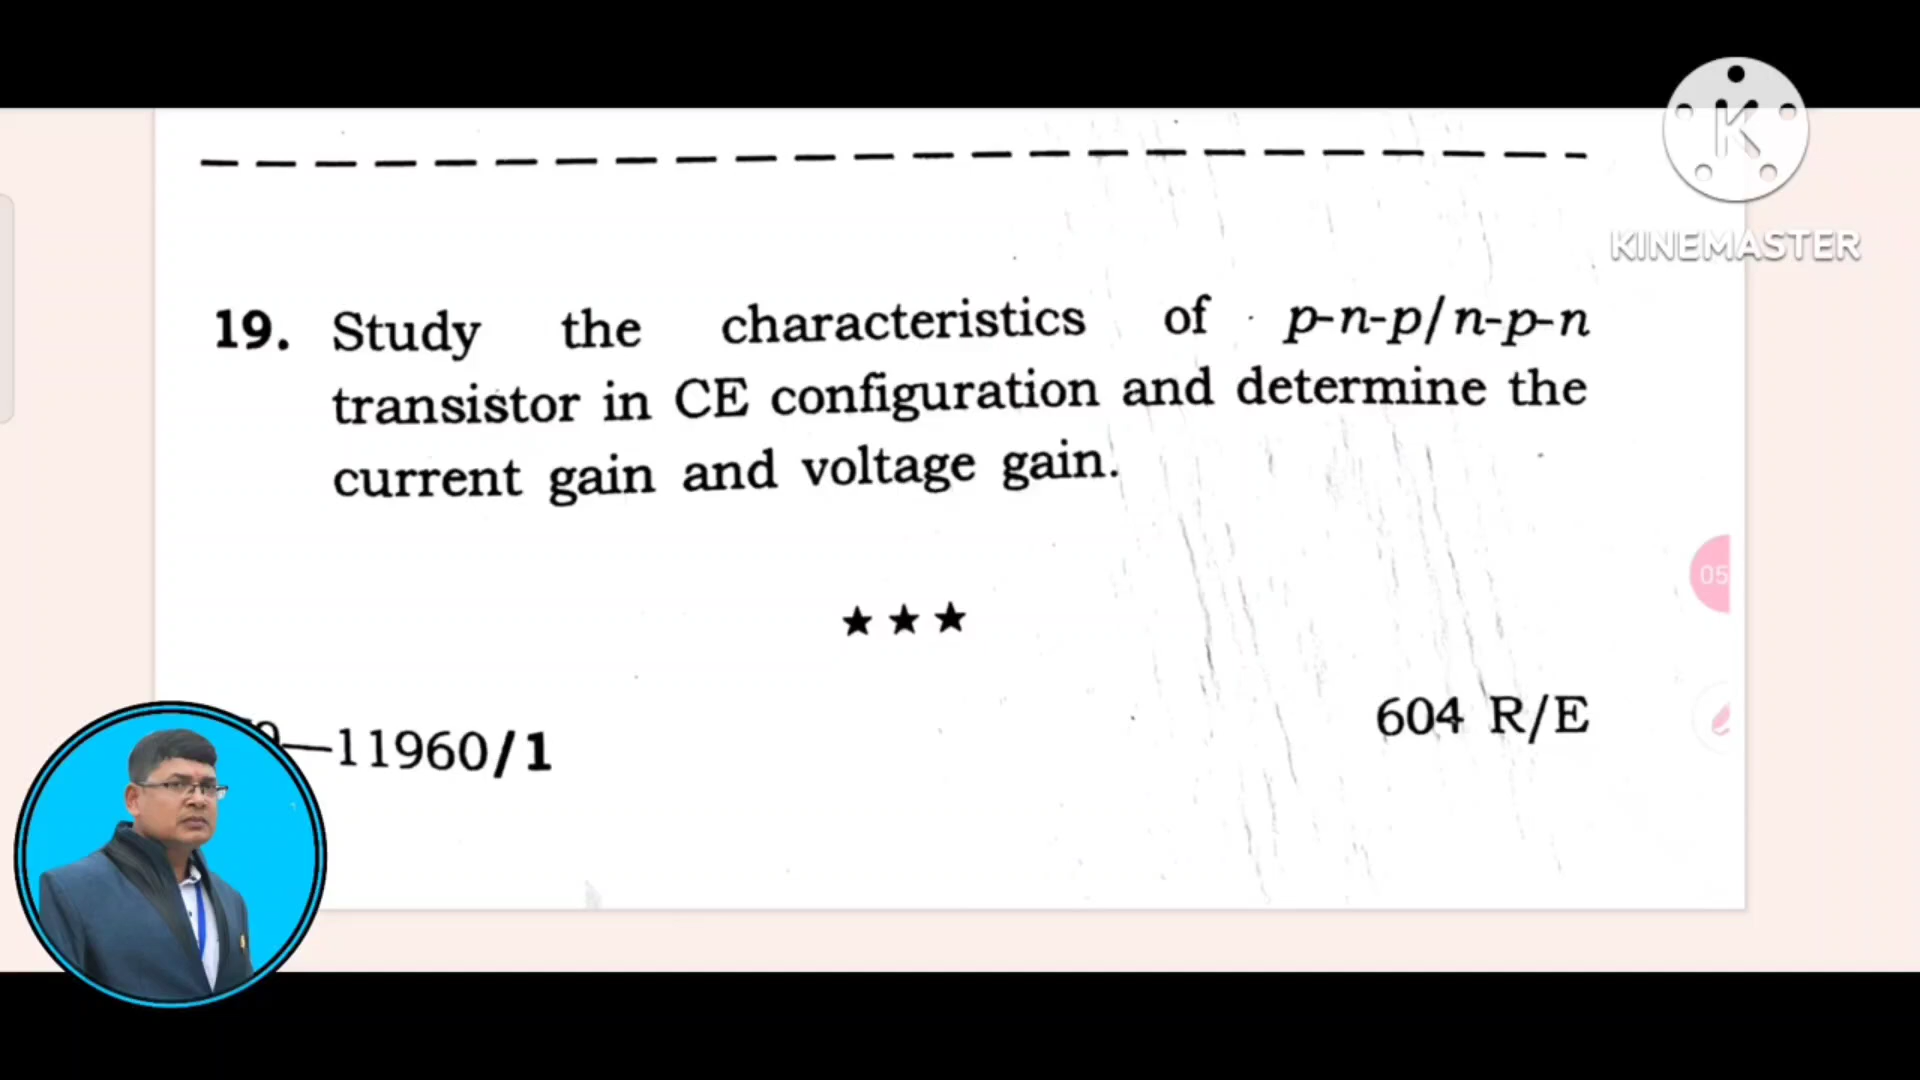 KINEMASTER
19. Study the characteristics of p-n-p/n-p-n
transistor in CE configuration and determine the
current gain and voltage gain.
★ ★ ★
05
—11960/1
604 R/E